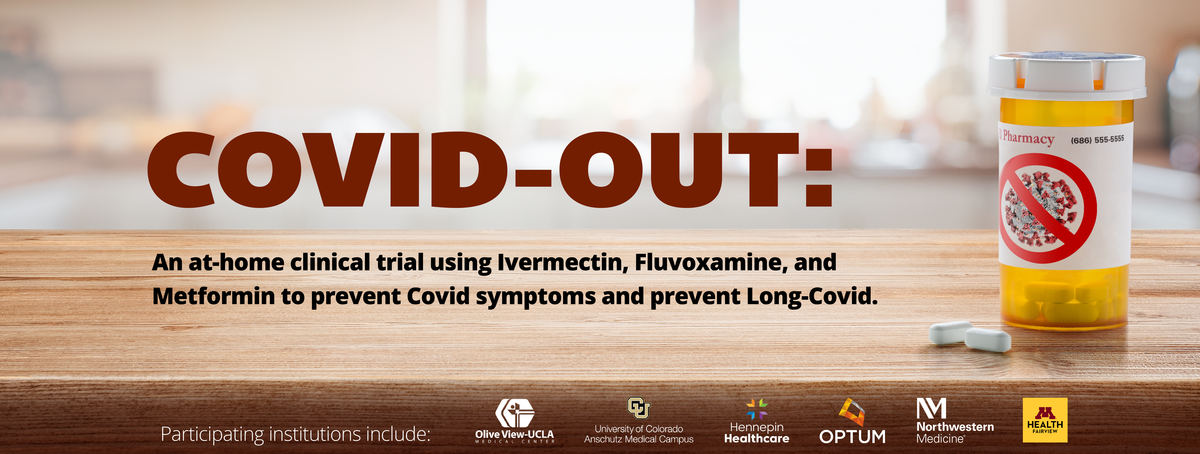 COVID-OUT:
An at-home clinical trial using Ivermectin, Fluvoxamine, and
Metformin to prevent Covid symptoms and prevent Long-Covid.
Pharmacy (686) 555-5555
Participating institutions include:
Olive View-UCLA
MEDICAL CENTER
CU
University of Colorado
Anschutz Medical Campus
Hennepin
Healthcare
OPTUM
NM
Northwestern
Medicine
M
HEALTH
FAIRVIEW